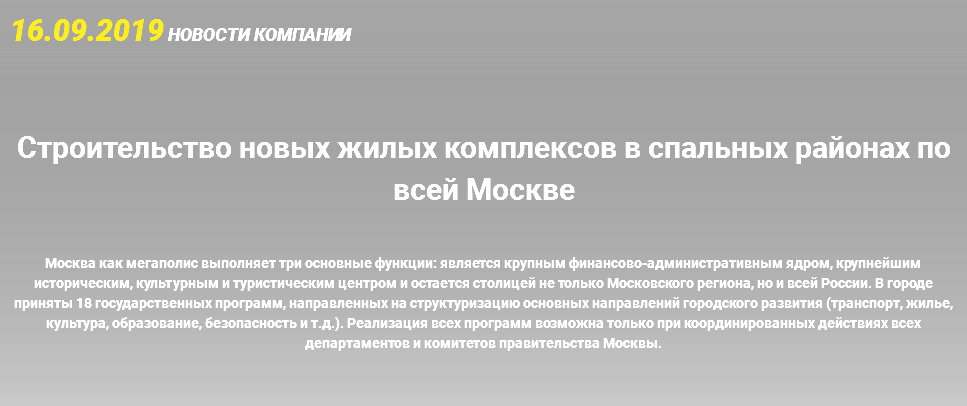 16.09.2019 НОВОСТИ КОМПАНИИ
Строительство новых жилых комплексов в спальных районах по
всей Москве
Москва как мегаполис выполняет три основные функции: является крупным финансово-административным ядром, крупнейшим
историческим, культурным и туристическим центром и остается столицей не только Московского региона, но и всей России. В городе
приняты 18 государственных программ, направленных на структуризацию основных направлений городского развития (транспорт, жилье,
культура, образование, безопасность и т.д.). Реализация всех программ возможна только при координированных действиях всех
департаментов и комитетов правительства Москвы.